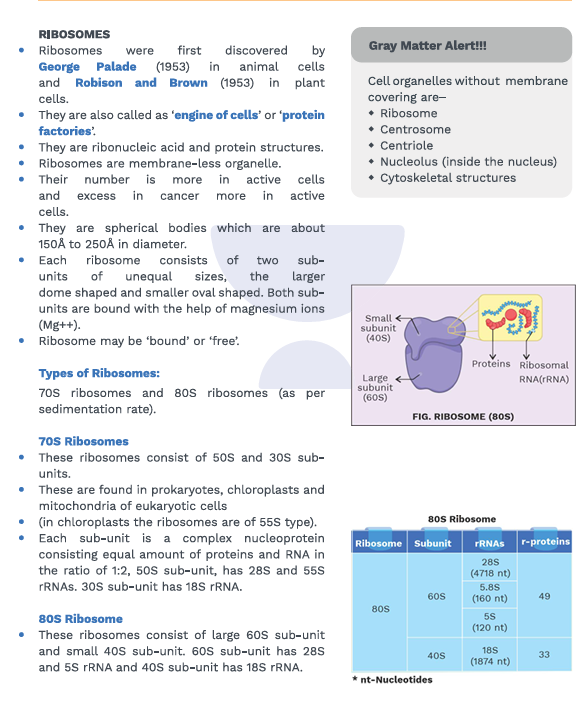 RIBOSOMES
• Ribosomes were first discovered by
George Palade (1953) in animal cells
and Robison and Brown (1953) in plant
cells.
• They are also called as ‘engine of cells’ or ‘protein
factories’.
• They are ribonucleic acid and protein structures.
• Ribosomes are membrane-less organelle.
• Their number is more in active cells
and excess in cancer more in active
cells.
• They are spherical bodies which are about
150Å to 250Å in diameter.
• Each ribosome consists of two sub-
units of unequal sizes, the larger
dome shaped and smaller oval shaped. Both sub-
units are bound with the help of magnesium ions
(Mg++).
• Ribosome may be ‘bound’ or ‘free’.
Types of Ribosomes:
70S ribosomes and 80S ribosomes (as per
sedimentation rate).
70S Ribosomes
• These ribosomes consist of 50S and 30S sub-
units.
• These are found in prokaryotes, chloroplasts and
mitochondria of eukaryotic cells
• (in chloroplasts the ribosomes are of 55S type).
• Each sub-unit is a complex nucleoprotein
consisting equal amount of proteins and RNA in
the ratio of 1:2, 50S sub-unit, has 28S and 55S
rRNAs. 30S sub-unit has 18S rRNA.
80S Ribosome
• These ribosomes consist of large 60S sub-unit
and small 40S sub-unit. 60S sub-unit has 28S
and 5S rRNA and 40S sub-unit has 18S rRNA.
Gray Matter Alert!!!
Cell organelles without membrane
covering are–
◆ Ribosome
◆ Centrosome
◆ Centriole
◆ Nucleolus (inside the nucleus)
◆ Cytoskeletal structures
Small
subunit
(40S)
Large
subunit
(60S)
Proteins
Ribosomal
RNA(rRNA)
FIG. RIBOSOME (80S)
80S Ribosome
Ribosome Subunit rRNAs r-proteins
80S
60S
28S
(4718 nt)
5.8S
(160 nt)
5S
(120 nt)
49
40S
18S
(1874 nt)
33
* nt-Nucleotides